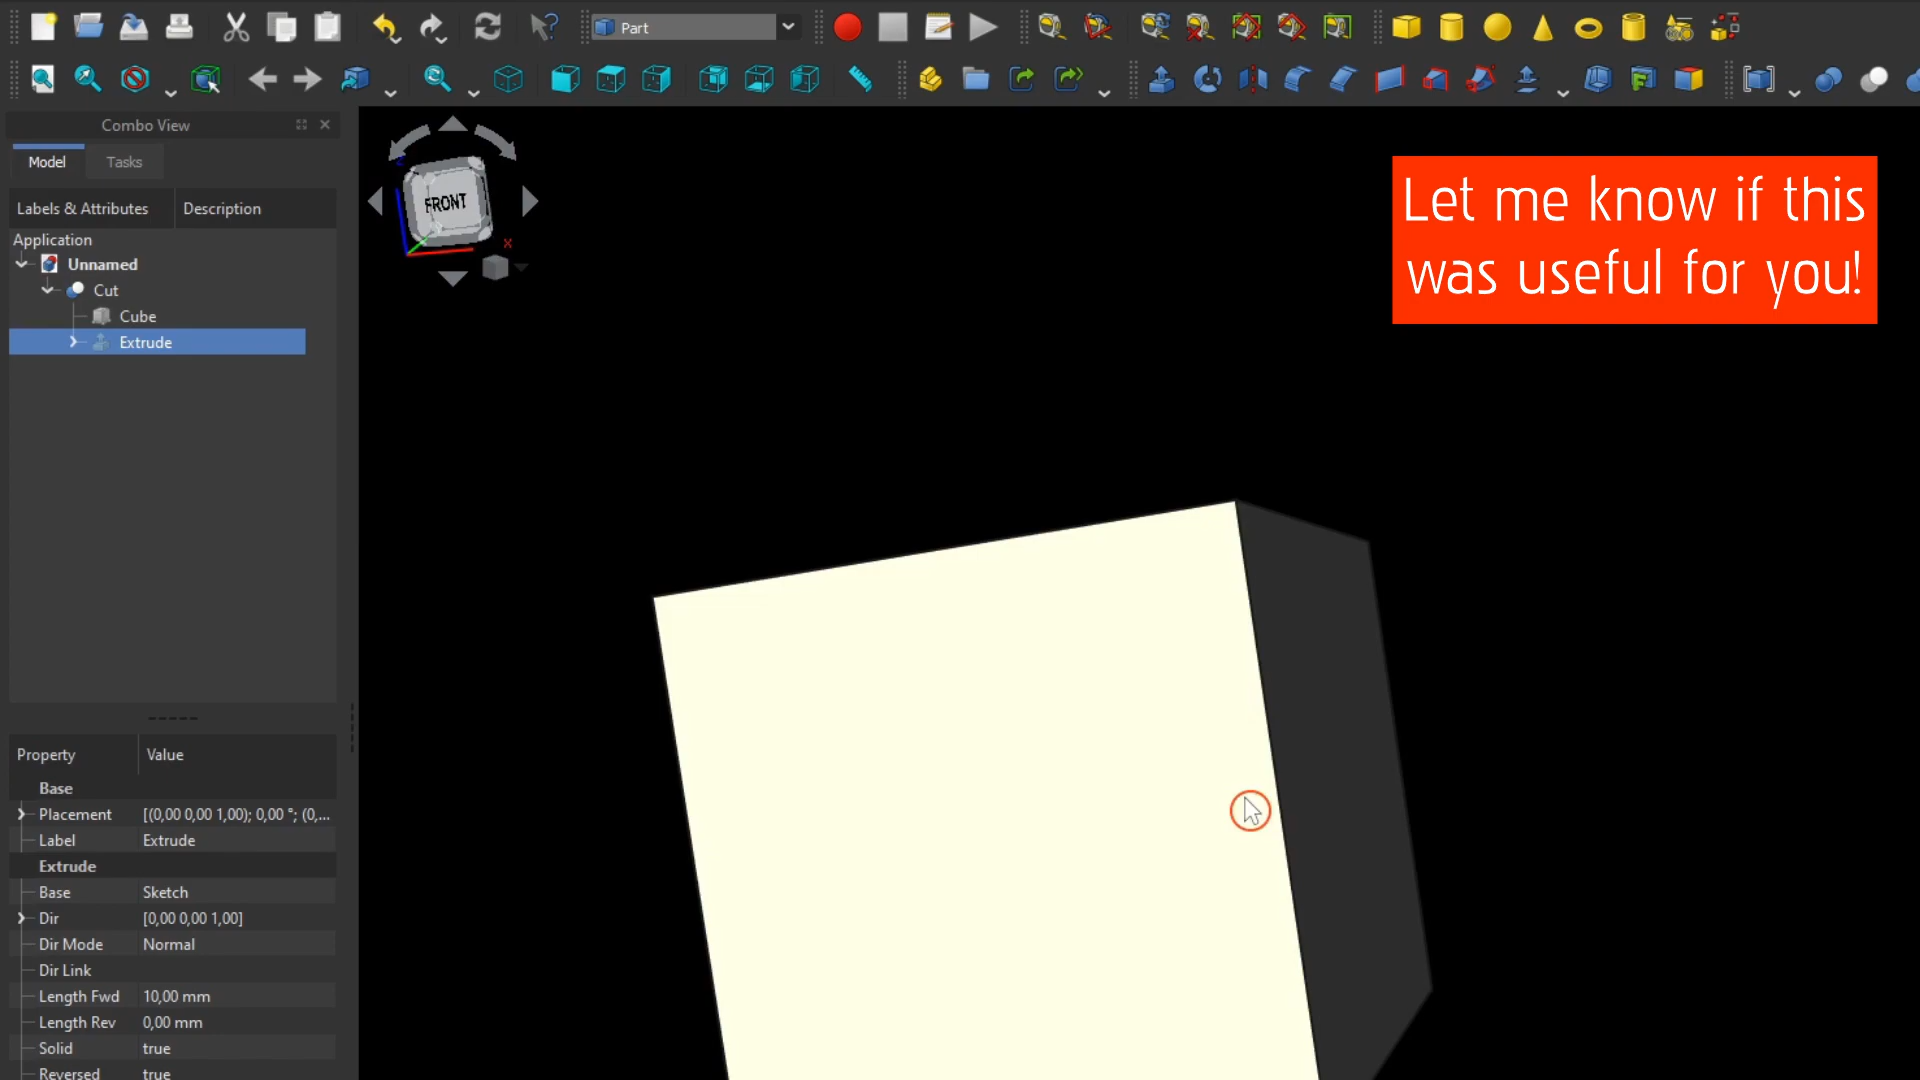 Part
Combo View
Model
Tasks
Labels & Attributes
Description
Application
Unnamed
Cut
Cube
Extrude
FRONT
Z
X
Let me know if this
was useful for you!
Property
Value
Base
Placement
[(0,00 0,00 1,00); 0,00 °; (0,...
Label
Extrude
Extrude
Base
Sketch
Dir
[0,00 0,00 1,00]
Dir Mode
Normal
Dir Link
Length Fwd
10,00 mm
Length Rev
0,00 mm
Solid
true
Reversed
true